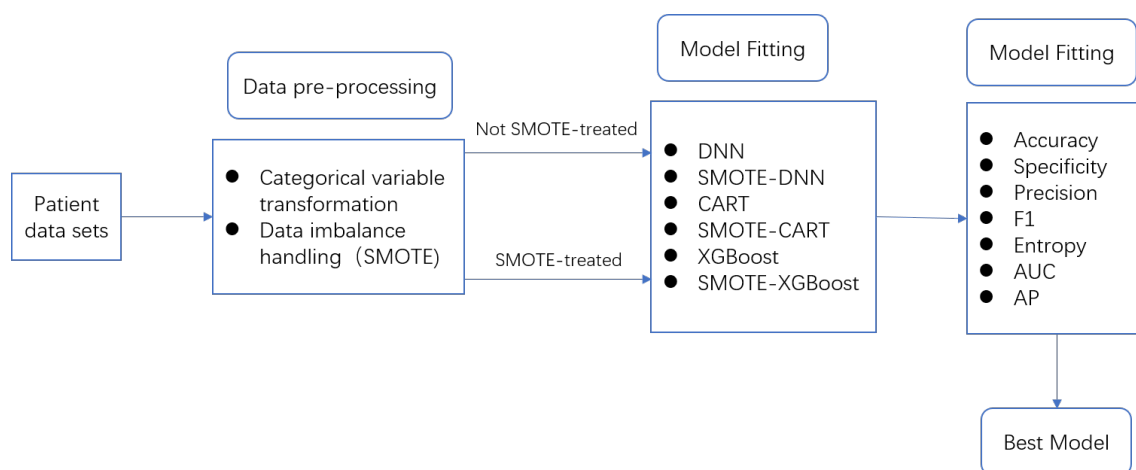 Patient
data sets
Data pre-processing
● Categorical variable
transformation
● Data imbalance
handling（SMOTE)
Not SMOTE-treated
SMOTE-treated
Model Fitting
● DNN
● SMOTE-DNN
● CART
● SMOTE-CART
● XGBoost
● SMOTE-XGBoost
Model Fitting
● Accuracy
● Specificity
● Precision
● F1
● Entropy
● AUC
● AP
Best Model